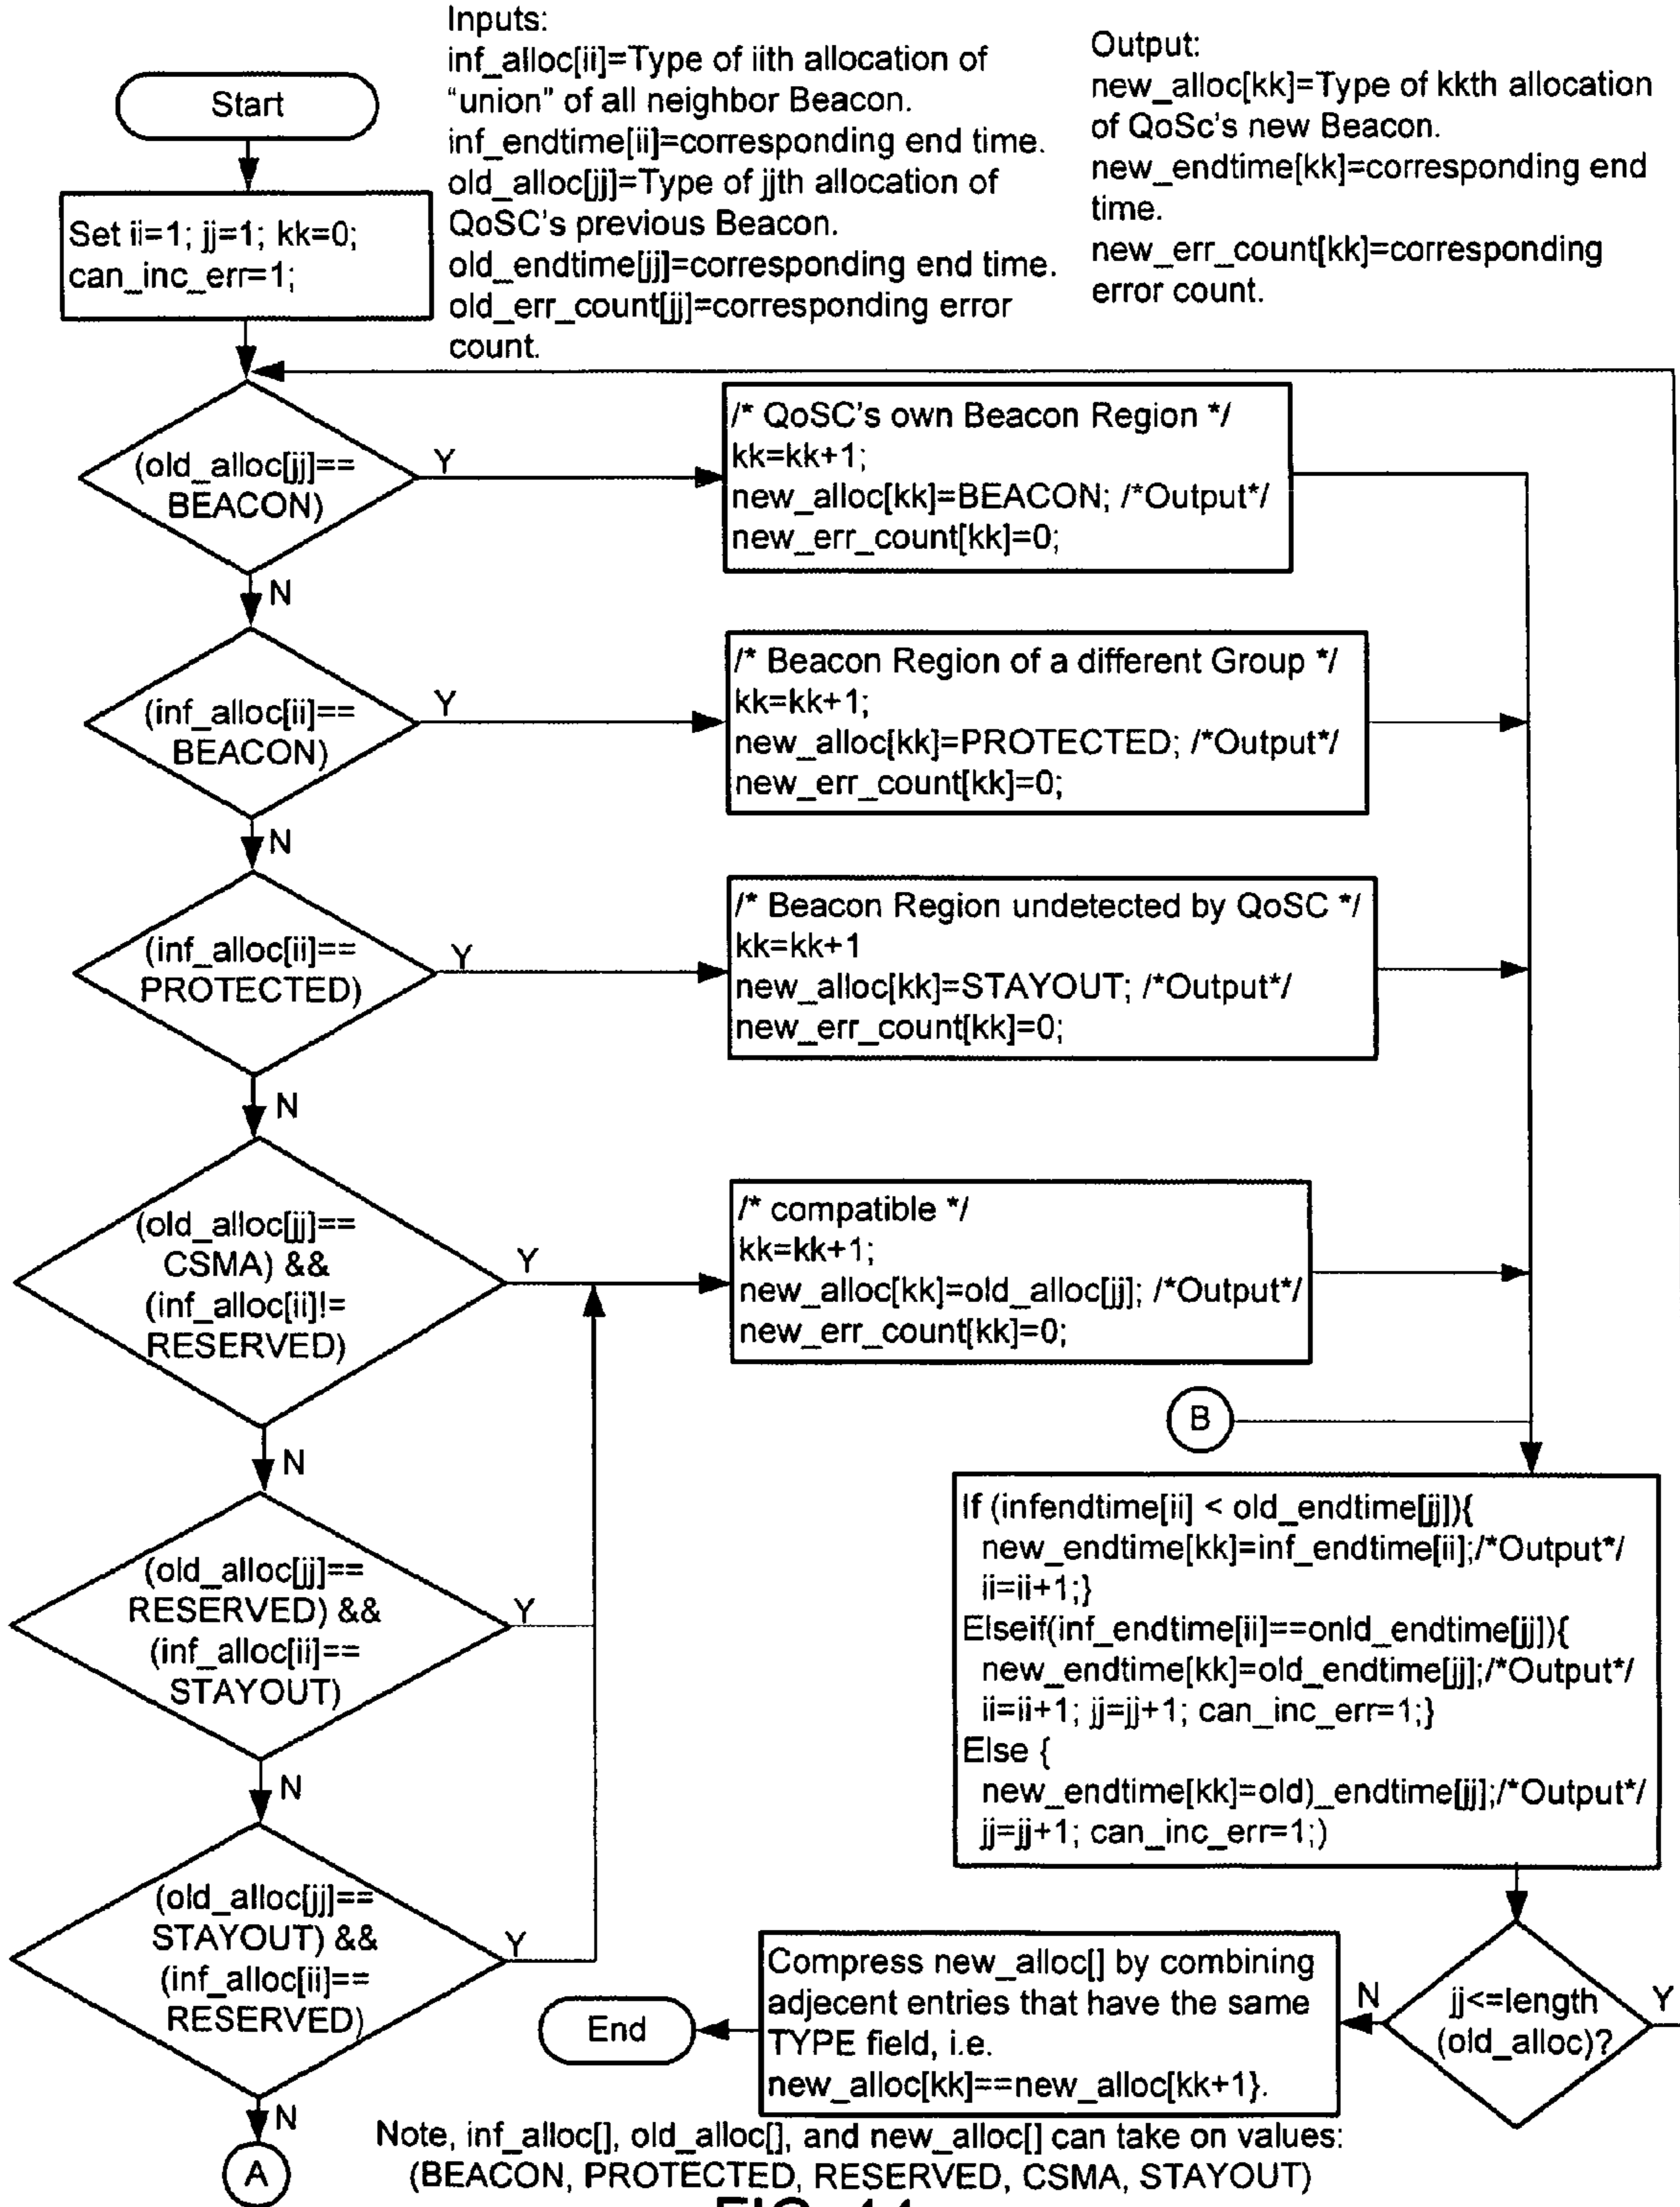 Inputs:
inf_alloc[ii]=Type of iith allocation of
"union" of all neighbor Beacon.
inf_endtime[ii]=corresponding end time.
old_alloc[jj]=Type of jjth allocation of
QoSC's previous Beacon.
old_endtime[jj]=corresponding end time.
old_err_count[jj]=corresponding error
count.
Output:
new_alloc[kk]=Type of kkth allocation
of QoSc's new Beacon.
new_endtime[kk]=corresponding end
time.
new_err_count[kk]=corresponding
error count.
Start
Set ii=1; jj=1; kk=0;
can_inc_err=1;
(old_alloc[jj]==
BEACON)
Y
/* QoSC's own Beacon Region */
kk=kk+1;
new_alloc[kk]=BEACON; /*Output*/
new_err_count[kk]=0;
N
(inf_alloc[ii]==
BEACON)
Y
/* Beacon Region of a different Group */
kk=kk+1;
new_alloc[kk]=PROTECTED; /*Output*/
new_err_count[kk]=0;
N
(inf_alloc[ii]==
PROTECTED)
Y
/* Beacon Region undetected by QoSC */
kk=kk+1
new_alloc[kk]=STAYOUT; /*Output*/
new_err_count[kk]=0;
N
(old_alloc[jj]==
CSMA) &&
(inf_alloc[ii]!=
RESERVED)
Y
/* compatible */
kk=kk+1;
new_alloc[kk]=old_alloc[jj]; /*Output*/
new_err_count[kk]=0;
N
B
(old_alloc[jj]==
RESERVED) &&
(inf_alloc[ii]==
STAYOUT)
Y
If (infendtime[ii] < old_endtime[jj]){
new_endtime[kk]=inf_endtime[ii];/*Output*/
ii=ii+1;}
Elseif(inf_endtime[ii]==onld_endtime[jj]){
new_endtime[kk]=old_endtime[jj];/*Output*/
ii=ii+1; jj=jj+1; can_inc_err=1;}
Else {
new_endtime[kk]=old)_endtime[jj];/*Output*/
jj=jj+1; can_inc_err=1;)
N
(old_alloc[jj]==
STAYOUT) &&
(inf_alloc[ii]==
RESERVED)
Y
jj<=length
(old_alloc)?
Y
N
Compress new_alloc[] by combining
adjecent entries that have the same
TYPE field, i.e.
new_alloc[kk]==new_alloc[kk+1}.
End
N
A
Note, inf_alloc[], old_alloc[], and new_alloc[] can take on values:
(BEACON, PROTECTED, RESERVED, CSMA, STAYOUT)